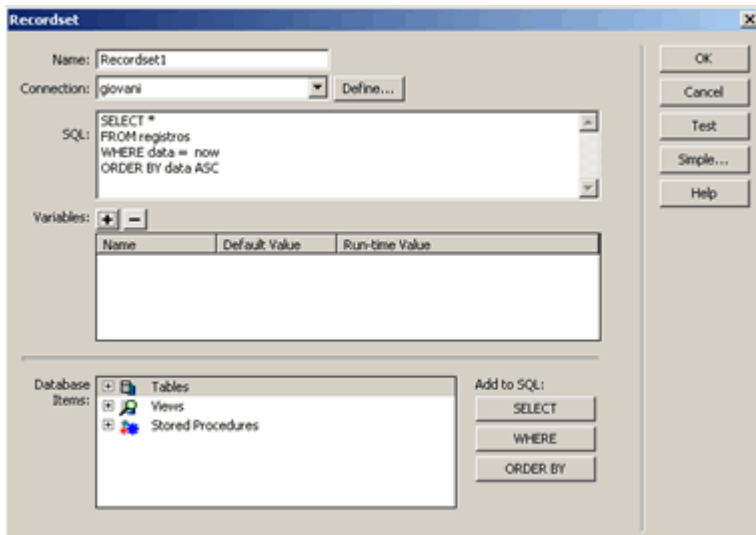 Recordset
Name: Recordset1
OK
Connection: giovani Define...
Cancel
SQL: SELECT *
FROM registros
WHERE data = now
ORDER BY data ASC
Test
Simple...
Help
Variables:
Name Default Value Run-time Value
Database Items:
Tables
Views
Stored Procedures
Add to SQL:
SELECT
WHERE
ORDER BY